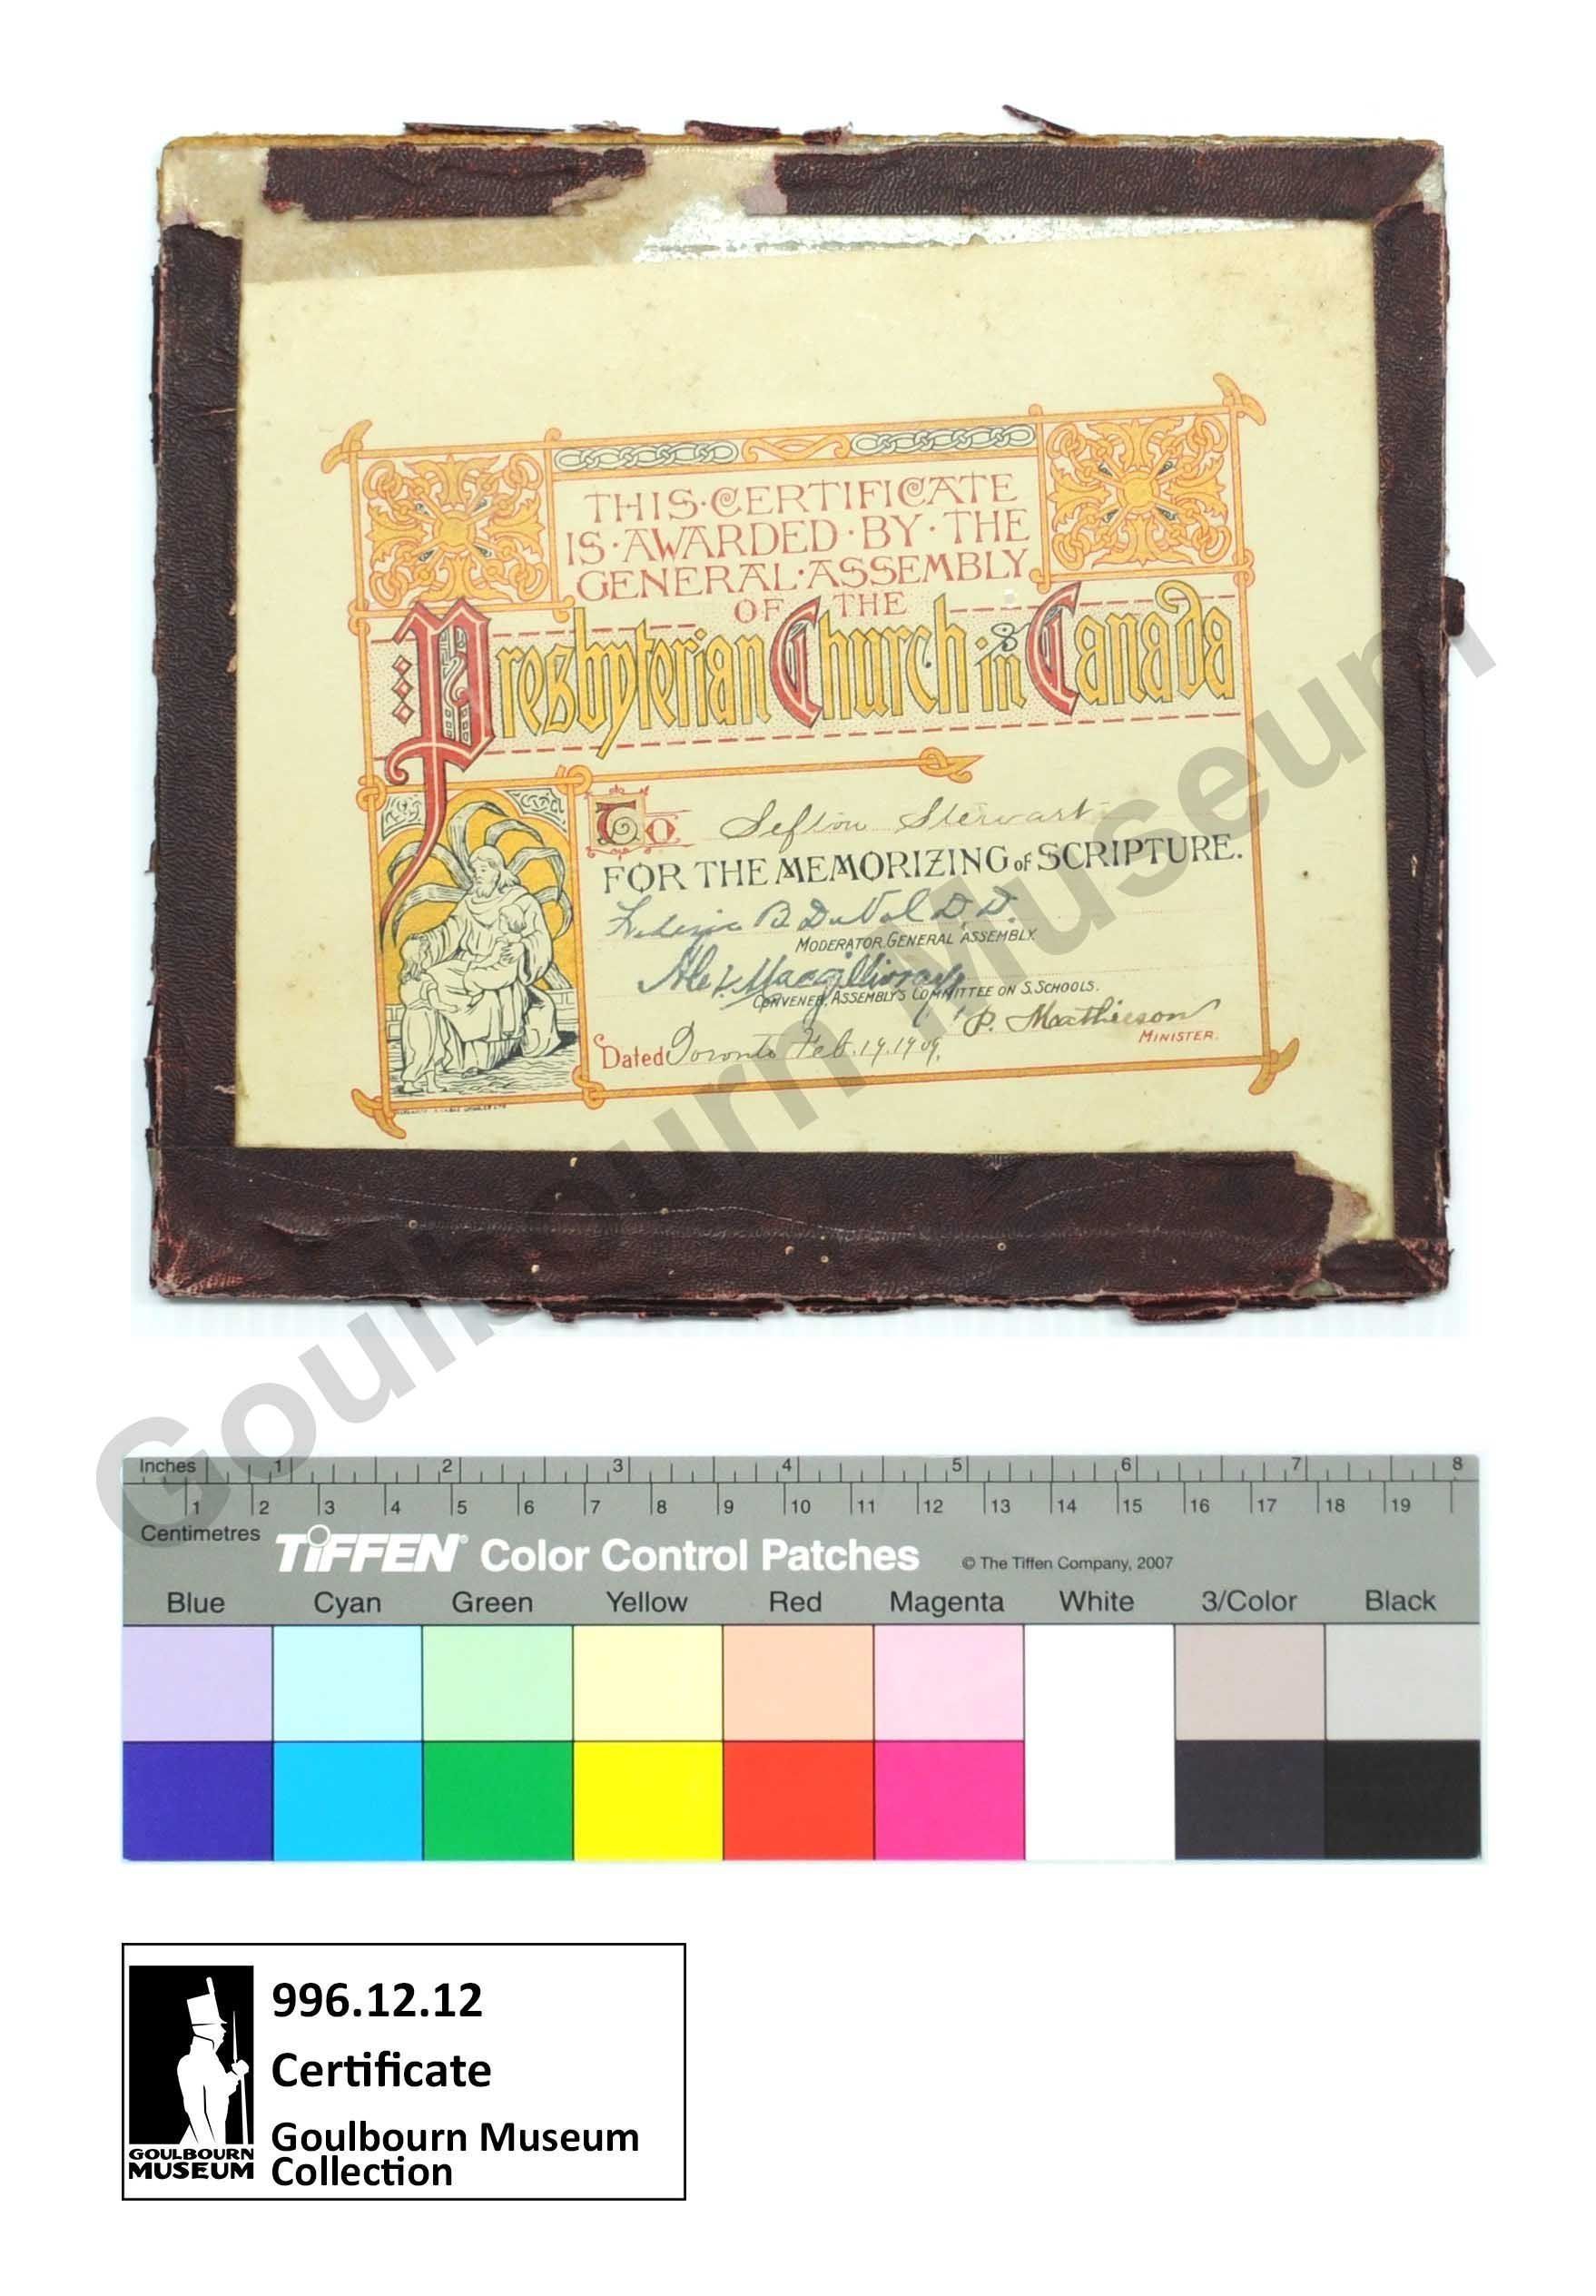 THIS·CERTIFICATE
IS·AWARDED·BY·THE
GENERAL·ASSEMBLY
OF THE
Presbyterian Church in Canada
To Sefton Stewart
FOR THE MEMORIZING of SCRIPTURE.
B. DuVal D.D.
MODERATOR, GENERAL ASSEMBLY.
Alex. Macgillivray
CONVENER, ASSEMBLY'S COMMITTEE ON S. SCHOOLS.
P. Mathieson
MINISTER.
Dated Toronto Feb. 19. 1909.
Goulbourn Museum
Inches 1 2 3 4 5 6 7 8
1 2 3 4 5 6 7 8 9 10 11 12 13 14 15 16 17 18 19
Centimetres
TIFFEN® Color Control Patches © The Tiffen Company, 2007
Blue Cyan Green Yellow Red Magenta White 3/Color Black
996.12.12
Certificate
Goulbourn Museum
Collection
GOULBOURN
MUSEUM